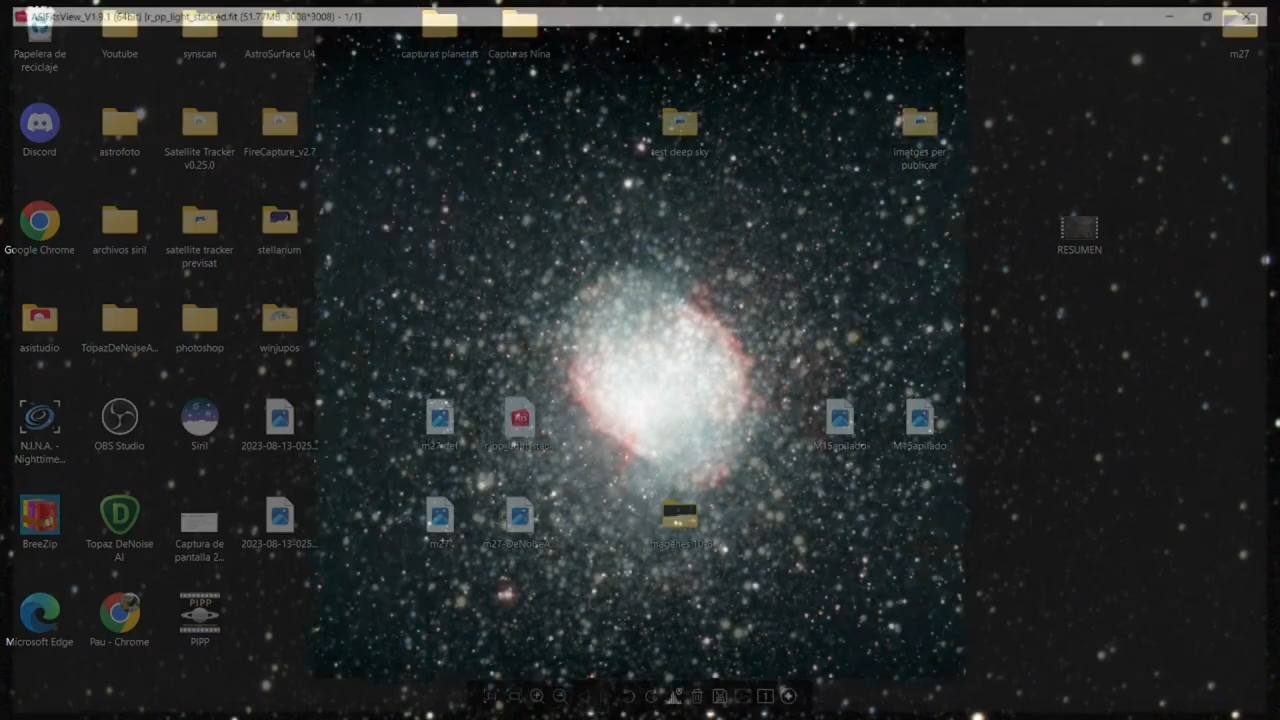 ASIFitsView_V1.9.1 (64bit) [r_pp_light_stacked.fit (51.77MB, 3008*3008) - 1/1]
Papelera de
reciclaje
Youtube
synscan
AstroSurface U4
capturas planetas
Capturas Nina
m27
Discord
astrofoto
Satellite Tracker
v0.25.0
FireCapture_v2.7
test deep sky
imatges per
publicar
Google Chrome
archivos siril
satellite tracker
previsat
stellarium
RESUMEN
asistudio
TopazDeNoiseA...
photoshop
winjupos
N.I.N.A. -
Nighttime...
OBS Studio
Siril
2023-08-13-025...
m27 def
r_pp_light_stac...
M15apilado
M15apilado
BreeZip
Topaz DeNoise
AI
Captura de
pantalla 2...
2023-08-13-025...
m27
m27-DeNoiseA...
Microsoft Edge
Pau - Chrome
PIPP
PIPP